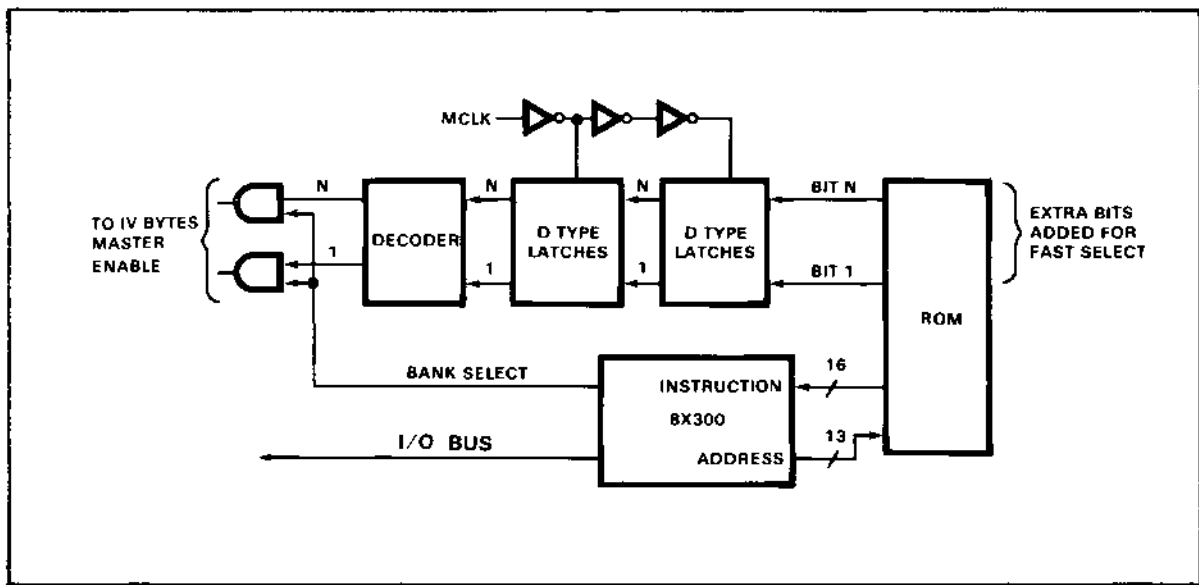 MCLK
N
N
N
BIT N
TO IV BYTES
MASTER
ENABLE
DECODER
D TYPE
LATCHES
D TYPE
LATCHES
EXTRA BITS
ADDED FOR
FAST SELECT
1
1
1
BIT 1
ROM
BANK SELECT
INSTRUCTION
16
8X300
I/O BUS
ADDRESS
13